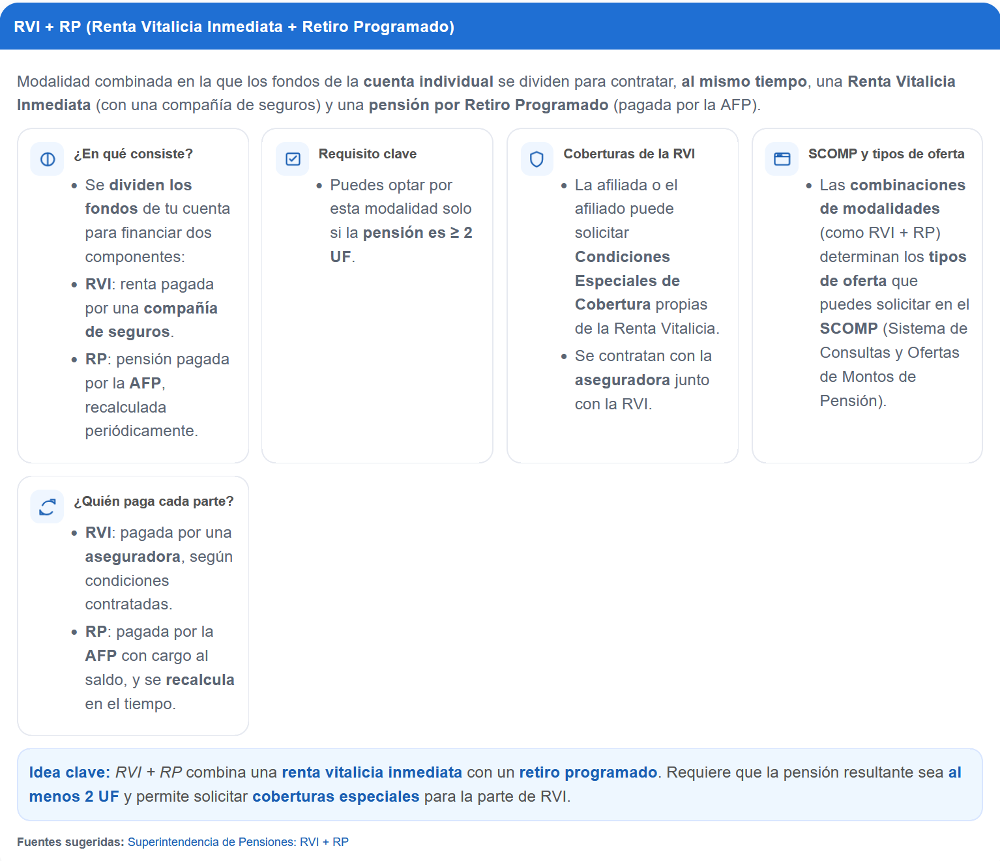 RVI + RP (Renta Vitalicia Inmediata + Retiro Programado)
Modalidad combinada en la que los fondos de la cuenta individual se dividen para contratar, al mismo tiempo, una Renta Vitalicia
Inmediata (con una compañía de seguros) y una pensión por Retiro Programado (pagada por la AFP).
¿En qué consiste?
• Se dividen los
fondos de tu cuenta
para financiar dos
componentes:
• RVI: renta pagada
por una compañía
de seguros.
• RP: pensión pagada
por la AFP,
recalculada
periódicamente.
Requisito clave
• Puedes optar por
esta modalidad solo
si la pensión es ≥ 2
UF.
Coberturas de la RVI
• La afiliada o el
afiliado puede
solicitar
Condiciones
Especiales de
Cobertura propias
de la Renta Vitalicia.
• Se contratan con la
aseguradora junto
con la RVI.
SCOMP y tipos de oferta
• Las combinaciones
de modalidades
(como RVI + RP)
determinan los tipos
de oferta que
puedes solicitar en el
SCOMP (Sistema de
Consultas y Ofertas
de Montos de
Pensión).
¿Quién paga cada parte?
• RVI: pagada por una
aseguradora, según
condiciones
contratadas.
• RP: pagada por la
AFP con cargo al
saldo, y se recalcula
en el tiempo.
Idea clave: RVI + RP combina una renta vitalicia inmediata con un retiro programado. Requiere que la pensión resultante sea al
menos 2 UF y permite solicitar coberturas especiales para la parte de RVI.
Fuentes sugeridas: Superintendencia de Pensiones: RVI + RP